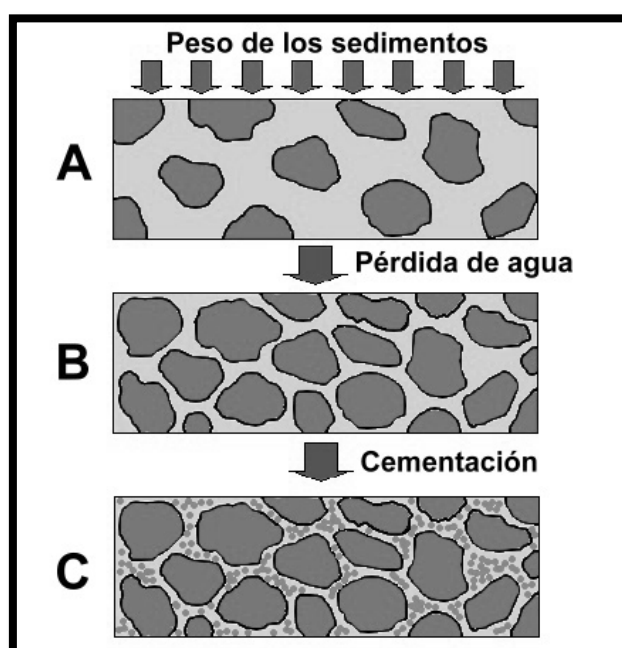 Peso de los sedimentos
A
Pérdida de agua
B
Cementación
C